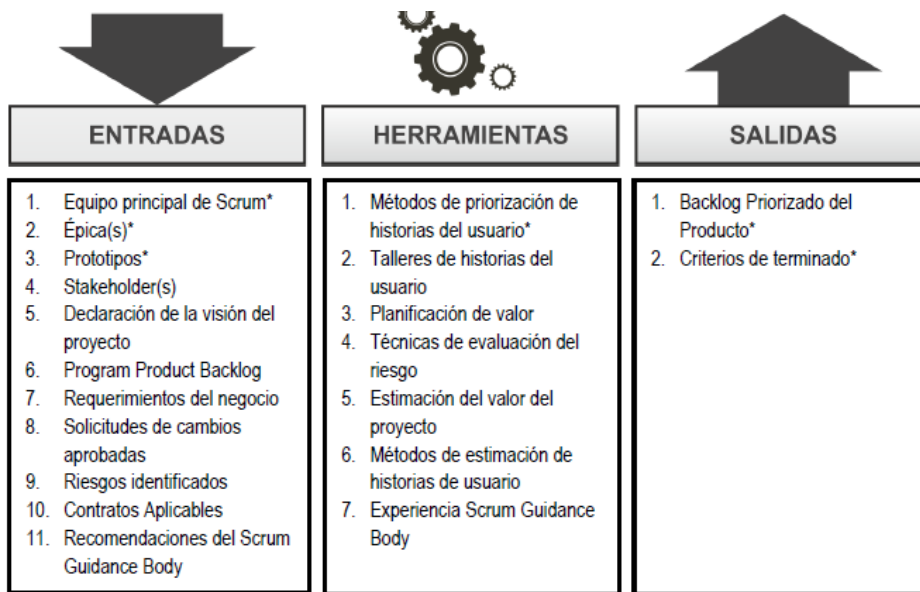 ENTRADAS
1. Equipo principal de Scrum*
2. Épica(s)*
3. Prototipos*
4. Stakeholder(s)
5. Declaración de la visión del
proyecto
6. Program Product Backlog
7. Requerimientos del negocio
8. Solicitudes de cambios
aprobadas
9. Riesgos identificados
10. Contratos Aplicables
11. Recomendaciones del Scrum
Guidance Body
HERRAMIENTAS
1. Métodos de priorización de
historias del usuario*
2. Talleres de historias del
usuario
3. Planificación de valor
4. Técnicas de evaluación del
riesgo
5. Estimación del valor del
proyecto
6. Métodos de estimación de
historias de usuario
7. Experiencia Scrum Guidance
Body
SALIDAS
1. Backlog Priorizado del
Producto*
2. Criterios de terminado*